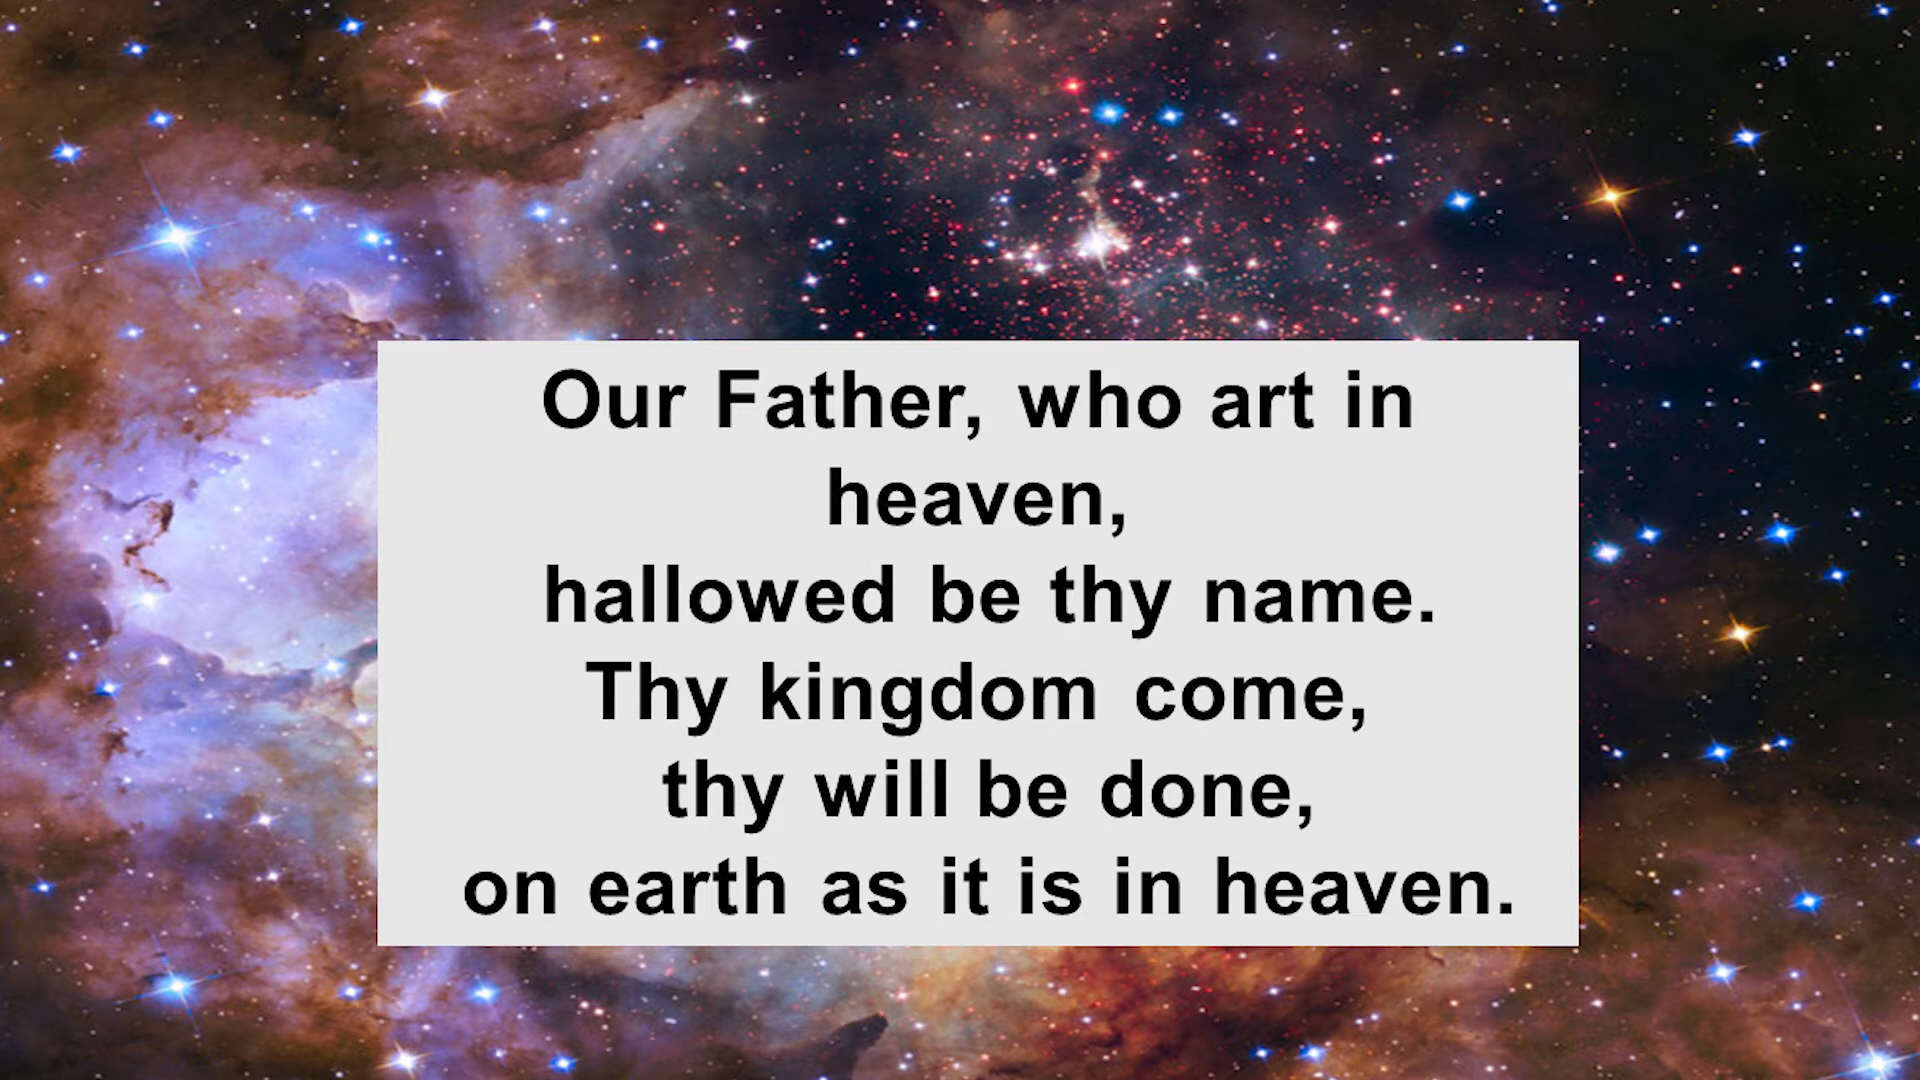 Our Father, who art in
heaven,
hallowed be thy name.
Thy kingdom come,
thy will be done,
on earth as it is in heaven.